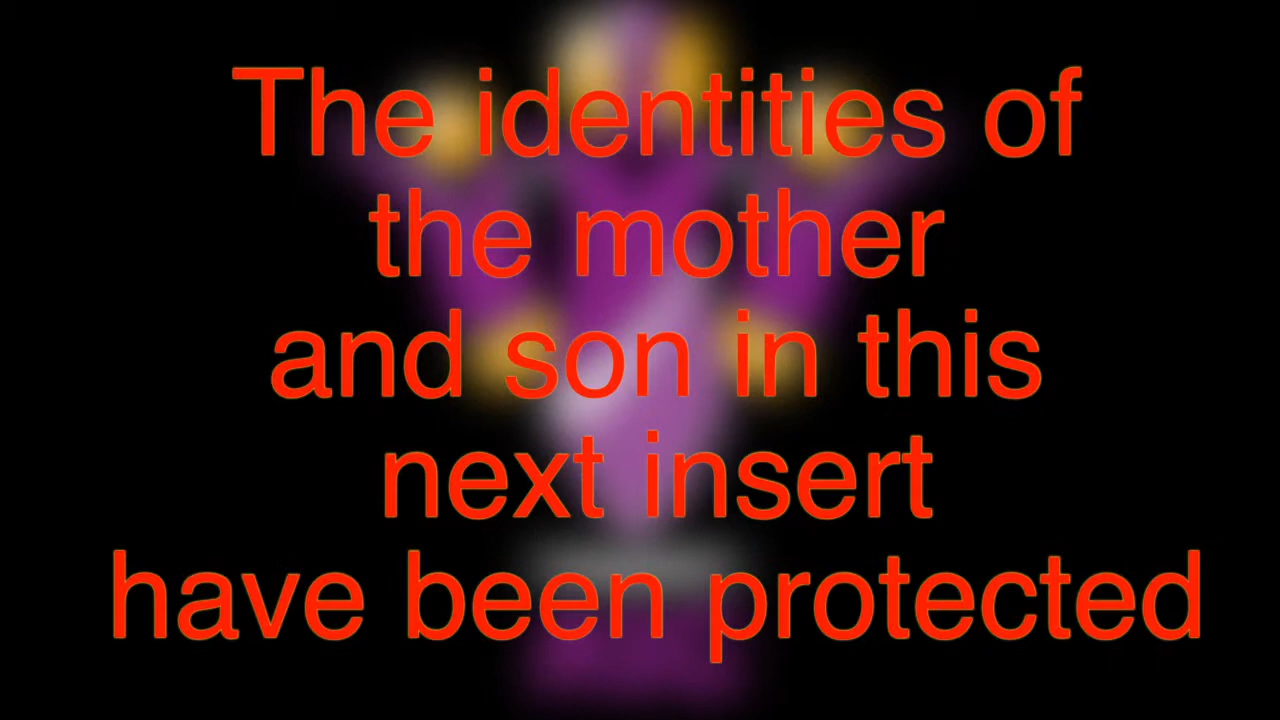 The identities of
the mother
and son in this
next insert
have been protected